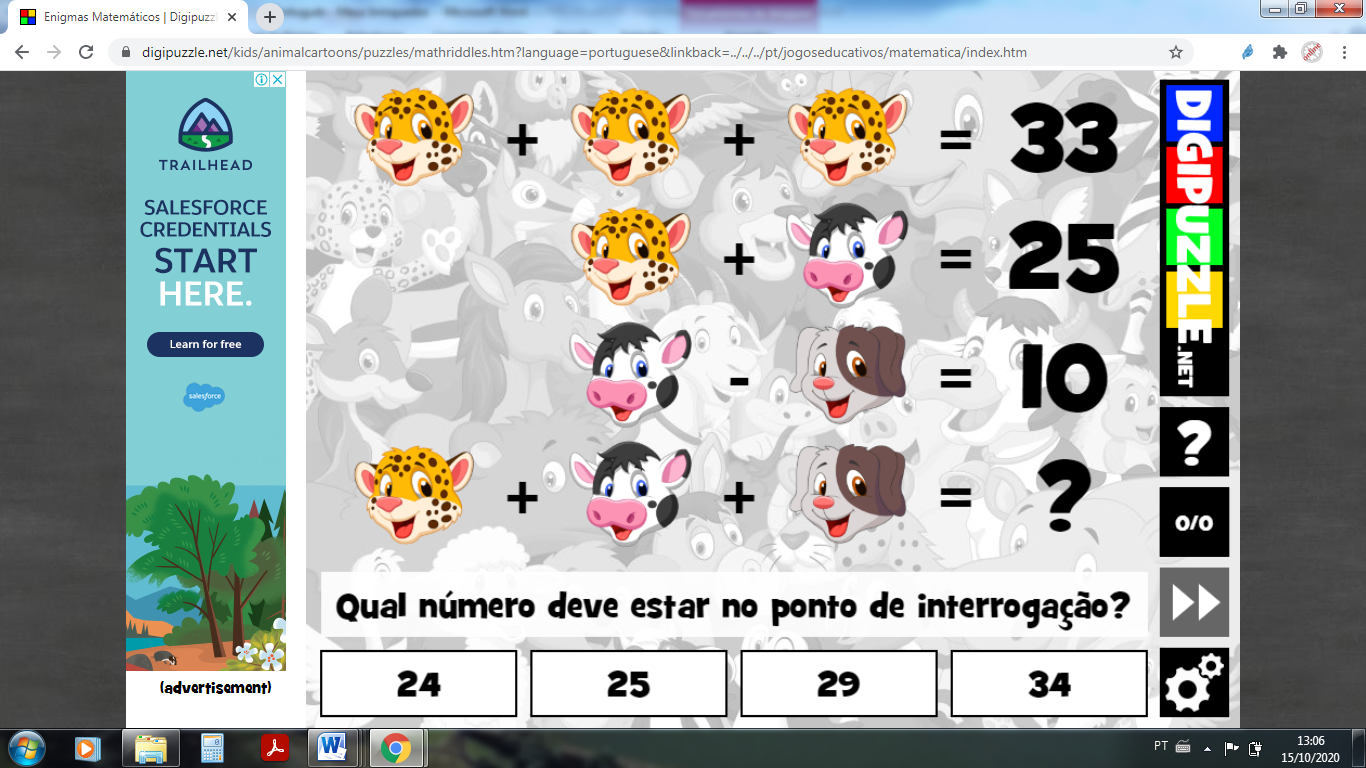 Enigmas Matemáticos | Digipuzzl
digipuzzle.net/kids/animalcartoons/puzzles/mathriddles.htm?language=portuguese&linkback=../../../pt/jogoseducativos/matematica/index.htm
TRAILHEAD
SALESFORCE
CREDENTIALS
START
HERE.
Learn for free
salesforce
(advertisement)
+ + = 33
+ = 25
- = 10
+ + = ?
Qual número deve estar no ponto de interrogação?
24 25 29 34
DIGIPUZZLE.NET
?
0/0
PT
13:06
15/10/2020